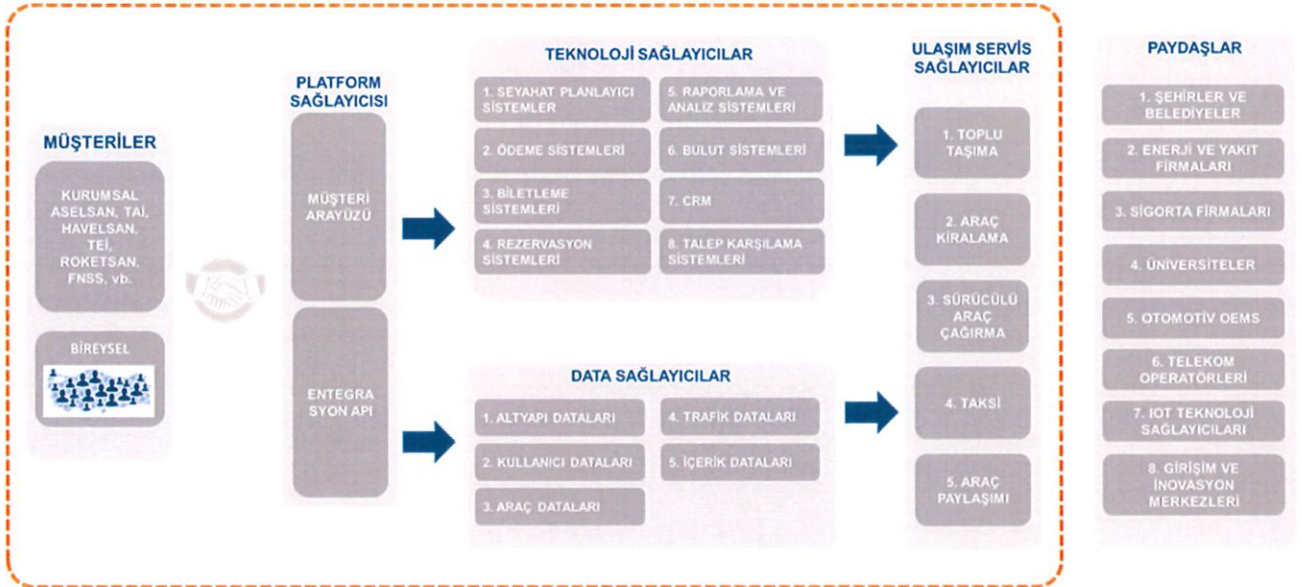 MÜŞTERİLER
KURUMSAL
ASELSAN, TAİ,
HAVELSAN,
TEİ,
ROKETSAN,
FNSS, vb.
BİREYSEL
PLATFORM
SAĞLAYICISI
MÜŞTERİ
ARAYÜZÜ
ENTEGRA
SYON API
TEKNOLOJİ SAĞLAYICILAR
1. SEYAHAT PLANLAYICI
SİSTEMLER
2. ÖDEME SİSTEMLERİ
3. BİLETLEME
SİSTEMLERİ
4. REZERVASYON
SİSTEMLERİ
5. RAPORLAMA VE
ANALİZ SİSTEMLERİ
6. BULUT SİSTEMLERİ
7. CRM
8. TALEP KARŞILAMA
SİSTEMLERİ
DATA SAĞLAYICILAR
1. ALTYAPI DATALARI
2. KULLANICI DATALARI
3. ARAÇ DATALARI
4. TRAFİK DATALARI
5. İÇERİK DATALARI
ULAŞIM SERVİS
SAĞLAYICILAR
1. TOPLU
TAŞIMA
2. ARAÇ
KİRALAMA
3. SÜRÜCÜLÜ
ARAÇ
ÇAĞIRMA
4. TAKSİ
5. ARAÇ
PAYLAŞIMI
PAYDAŞLAR
1. ŞEHİRLER VE
BELEDİYELER
2. ENERJİ VE YAKIT
FİRMALARI
3. SİGORTA FİRMALARI
4. ÜNİVERSİTELER
5. OTOMOTİV OEMS
6. TELEKOM
OPERATÖRLERİ
7. IOT TEKNOLOJİ
SAĞLAYICILARI
8. GİRİŞİM VE
İNOVASYON
MERKEZLERİ